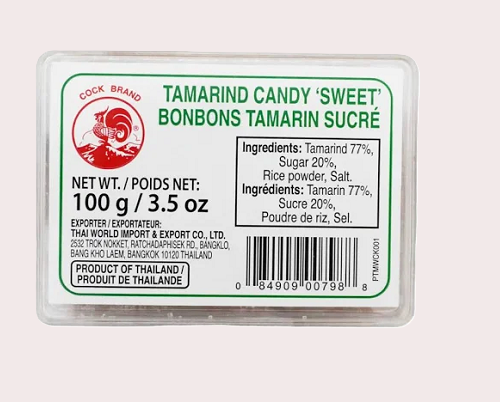 COCK BRAND
®
TAMARIND CANDY 'SWEET'
BONBONS TAMARIN SUCRÉ
Ingredients: Tamarind 77%,
Sugar 20%,
Rice powder, Salt.
Ingrédients: Tamarin 77%,
Sucre 20%,
Poudre de riz, Sel.
NET WT. / POIDS NET:
100 g / 3.5 oz
EXPORTER / EXPORTATEUR:
THAI WORLD IMPORT & EXPORT CO., LTD.
2532 TROK NOKKET, RATCHADAPHISEK RD., BANGKLO,
BANG KHO LAEM, BANGKOK 10120 THAILAND
PRODUCT OF THAILAND /
PRODUIT DE THAILANDE
0 84909 00798 8
PTMWCK001